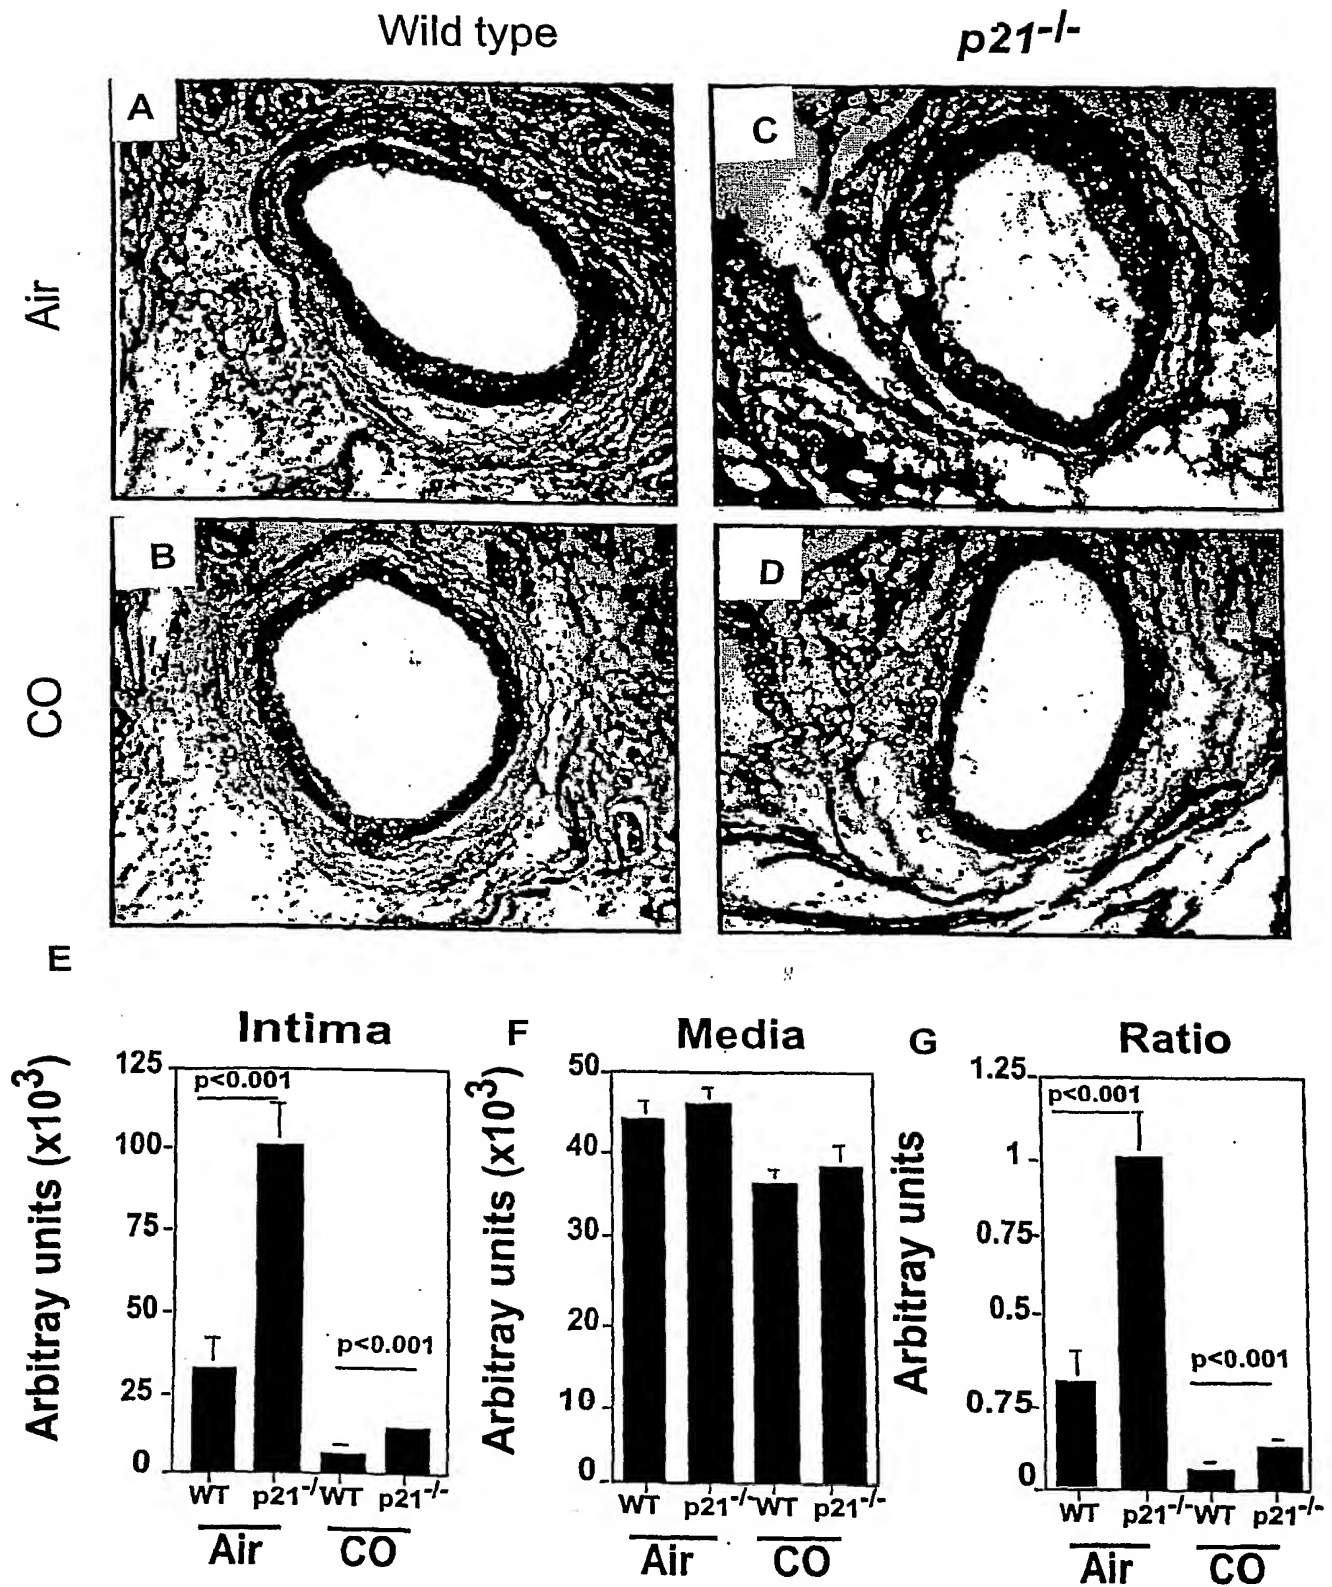 Wild type
p21-/-
A
C
Air
B
D
CO
E
Intima
Arbitray units (x10³)
125
100
75
50
25
0
p<0.001
p<0.001
WT p21-/- WT p21-/-
Air CO
F
Media
Arbitray units (x10³)
50
40
30
20
10
0
WT p21-/- WT p21-/-
Air CO
G
Ratio
Arbitray units
1.25
1
0.75
0.5
0.75
0
p<0.001
p<0.001
WT p21-/- WT p21-/-
Air CO